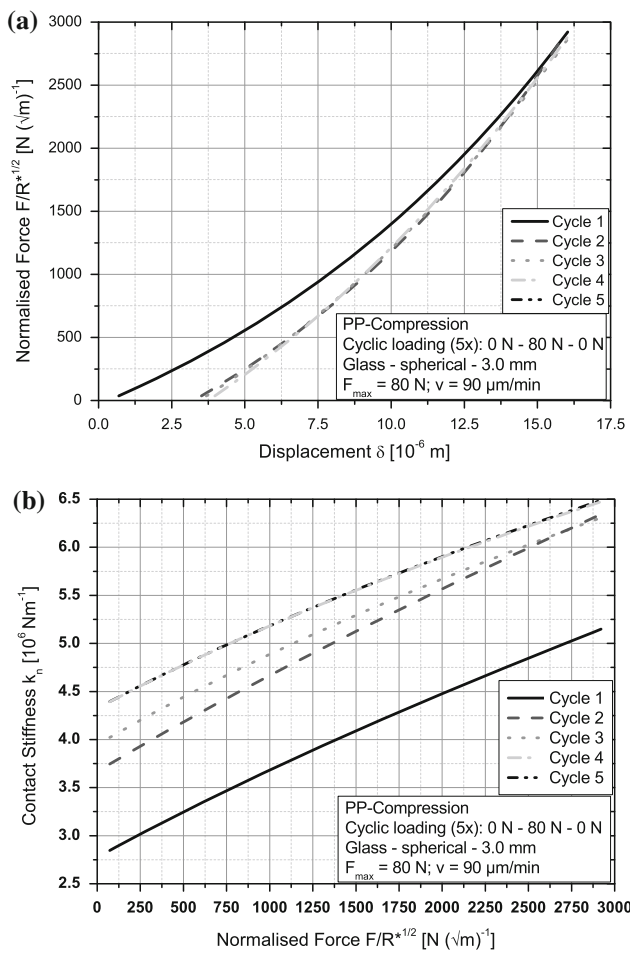 (a)
Normalised Force F/R*^1/2 [N (√m)^-1]
3000
2500
2000
1500
1000
500
0
0.0 2.5 5.0 7.5 10.0 12.5 15.0 17.5
Displacement δ [10^-6 m]
Cycle 1
Cycle 2
Cycle 3
Cycle 4
Cycle 5
PP-Compression
Cyclic loading (5x): 0 N - 80 N - 0 N
Glass - spherical - 3.0 mm
F_max = 80 N; v = 90 µm/min
(b)
Contact Stiffness k_n [10^6 Nm^-1]
6.5
6.0
5.5
5.0
4.5
4.0
3.5
3.0
2.5
0 250 500 750 1000 1250 1500 1750 2000 2250 2500 2750 3000
Normalised Force F/R*^1/2 [N (√m)^-1]
Cycle 1
Cycle 2
Cycle 3
Cycle 4
Cycle 5
PP-Compression
Cyclic loading (5x): 0 N - 80 N - 0 N
Glass - spherical - 3.0 mm
F_max = 80 N; v = 90 µm/min